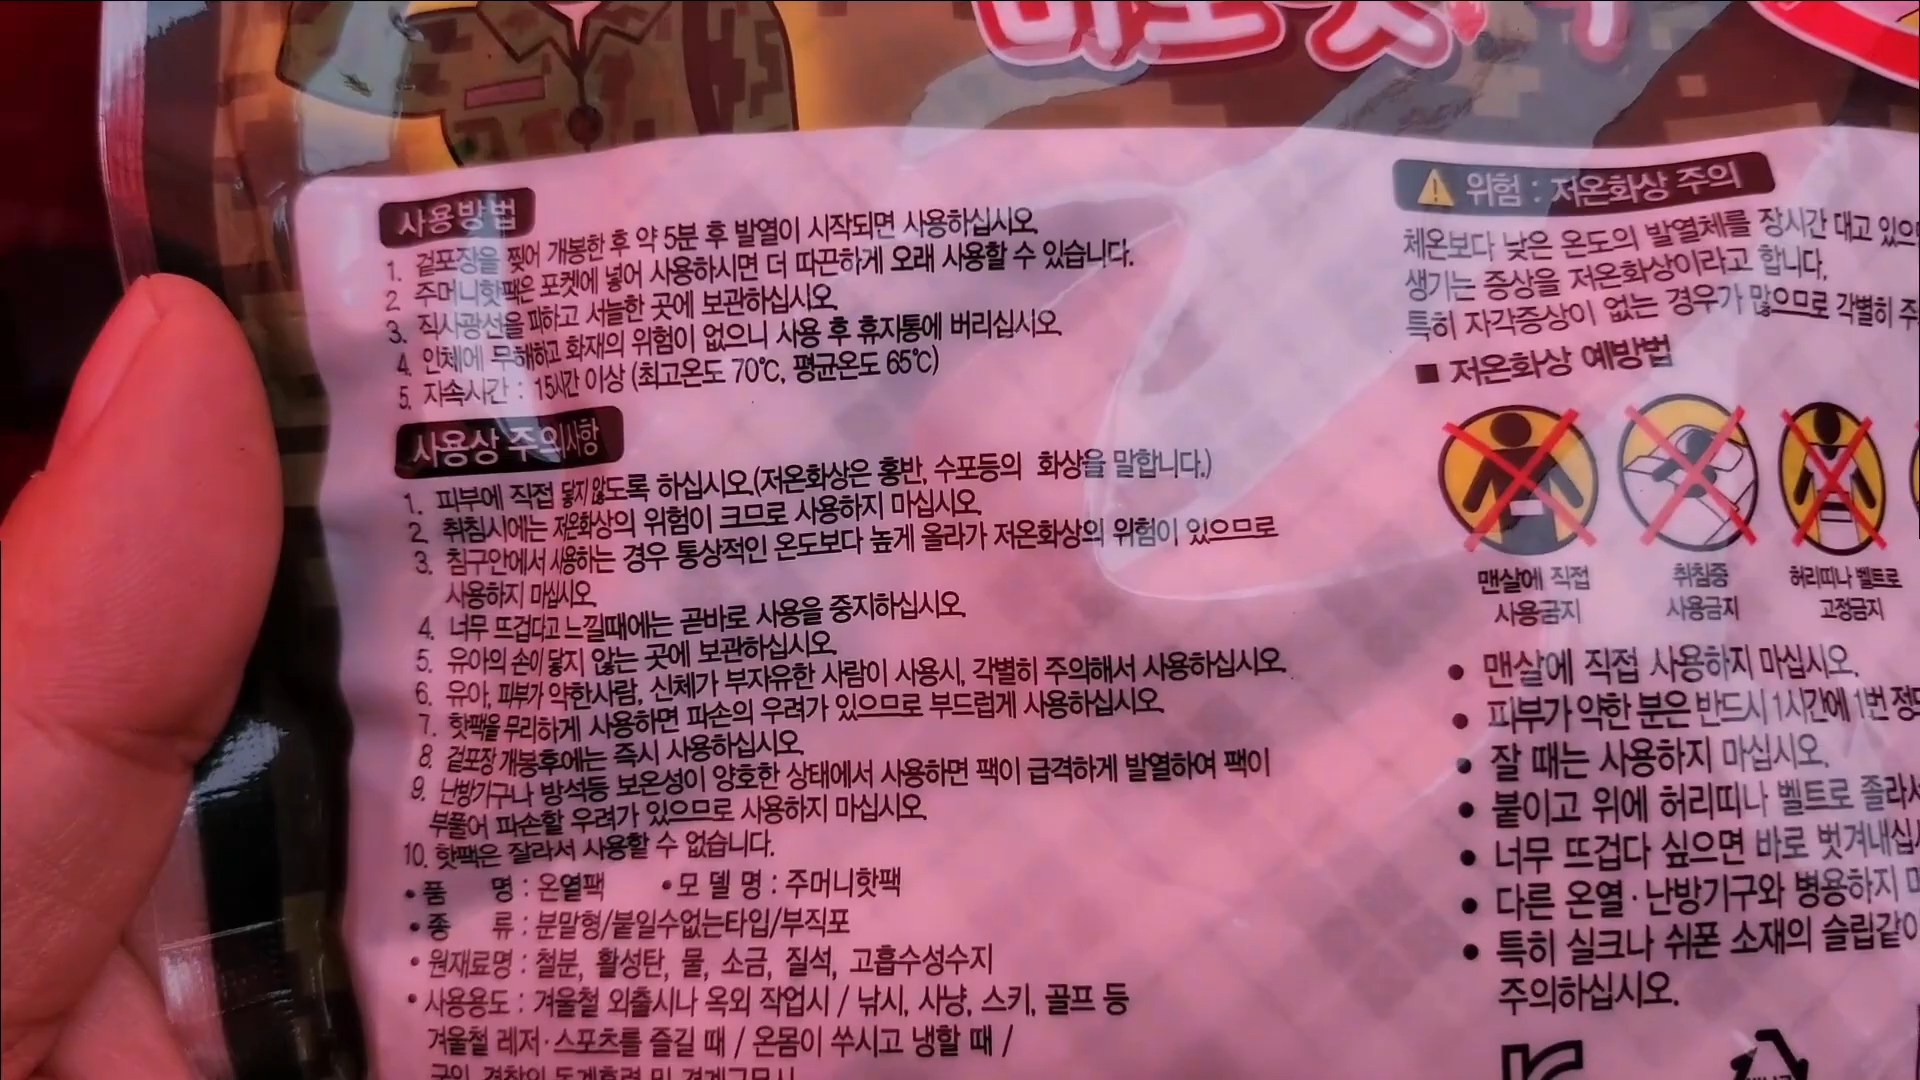 사용방법
1. 겉포장을 찢어 개봉한 후 약 5분 후 발열이 시작되면 사용하십시오.
2. 주머니핫팩은 포켓에 넣어 사용하시면 더 따끈하게 오래 사용할 수 있습니다.
3. 직사광선을 피하고 서늘한 곳에 보관하십시오.
4. 인체에 무해하고 화재의 위험이 없으니 사용 후 휴지통에 버리십시오.
5. 지속시간 : 15시간 이상 (최고온도 70℃, 평균온도 65℃)
사용상 주의사항
1. 피부에 직접 닿지 않도록 하십시오.(저온화상은 홍반, 수포등의 화상을 말합니다.)
2. 취침시에는 저온화상의 위험이 크므로 사용하지 마십시오.
3. 침구안에서 사용하는 경우 통상적인 온도보다 높게 올라가 저온화상의 위험이 있으므로
사용하지 마십시오.
4. 너무 뜨겁다고 느낄때에는 곧바로 사용을 중지하십시오.
5. 유아의 손이 닿지 않는 곳에 보관하십시오.
6. 유아, 피부가 약한사람, 신체가 부자유한 사람이 사용시, 각별히 주의해서 사용하십시오.
7. 핫팩을 무리하게 사용하면 파손의 우려가 있으므로 부드럽게 사용하십시오.
8. 겉포장 개봉후에는 즉시 사용하십시오.
9. 난방기구나 방석등 보온성이 양호한 상태에서 사용하면 팩이 급격하게 발열하여 팩이
부풀어 파손할 우려가 있으므로 사용하지 마십시오.
10. 핫팩은 잘라서 사용할 수 없습니다.
• 품 명 : 온열팩 • 모 델 명 : 주머니핫팩
• 종 류 : 분말형/붙일수없는타입/부직포
• 원재료명 : 철분, 활성탄, 물, 소금, 질석, 고흡수성수지
• 사용용도 : 겨울철 외출시나 옥외 작업시 / 낚시, 사냥, 스키, 골프 등
겨울철 레저·스포츠를 즐길 때 / 온몸이 쑤시고 냉할 때 /
위험 : 저온화상 주의
체온보다 낮은 온도의 발열체를 장시간 대고 있으
생기는 증상을 저온화상이라고 합니다.
특히 자각증상이 없는 경우가 많으므로 각별히 주
■ 저온화상 예방법
맨살에 직접 사용금지
취침중 사용금지
허리띠나 벨트로 고정금지
• 맨살에 직접 사용하지 마십시오.
• 피부가 약한 분은 반드시 1시간에 1번 정
• 잘 때는 사용하지 마십시오.
• 붙이고 위에 허리띠나 벨트로 졸라
• 너무 뜨겁다 싶으면 바로 벗겨내십
• 다른 온열·난방기구와 병용하지
• 특히 실크나 쉬폰 소재의 슬립같이
주의하십시오.